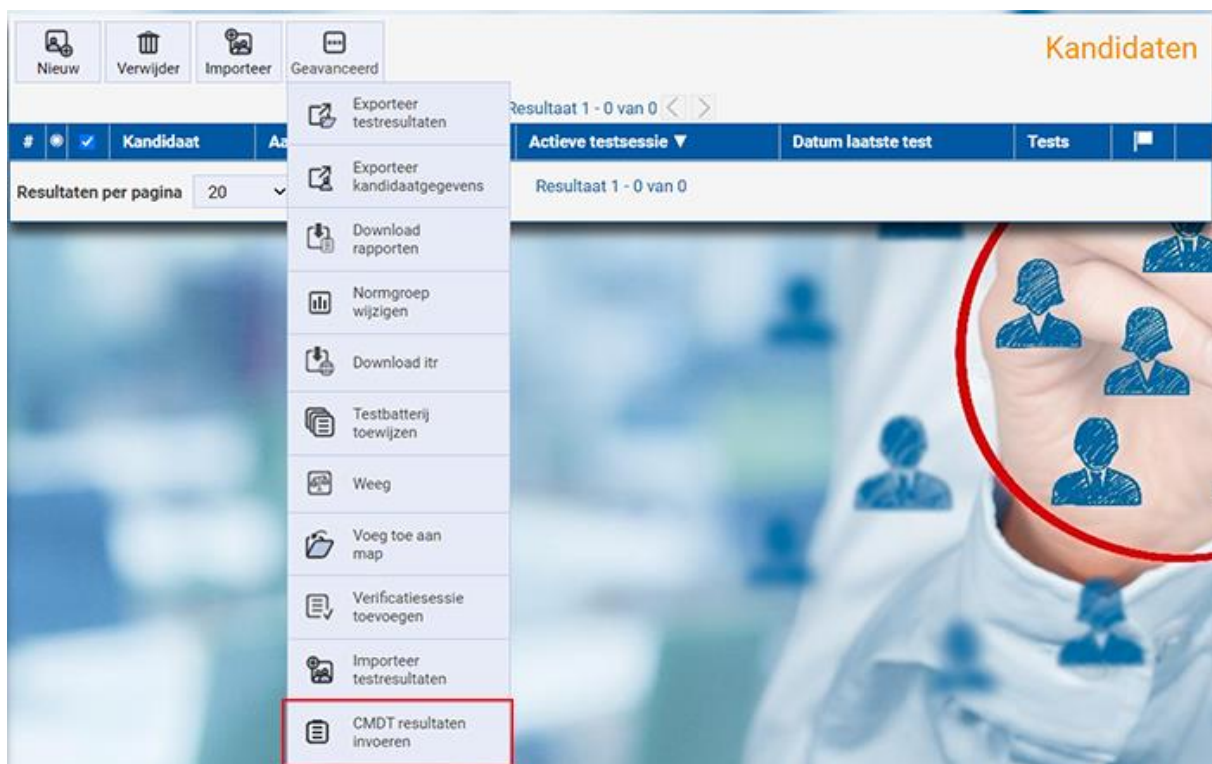 Nieuw
Verwijder
Importeer
Geavanceerd
Kandidaten
Exporteer
testresultaten
Resultaat 1 - 0 van 0
# Kandidaat Actieve testsessie ▼ Datum laatste test Tests
Exporteer
kandidaatgegevens
Resultaten per pagina 20 Resultaat 1 - 0 van 0
Download
rapporten
Normgroep
wijzigen
Download itr
Testbatterij
toewijzen
Weeg
Voeg toe aan
map
Verificatiesessie
toevoegen
Importeer
testresultaten
CMDT resultaten
invoeren